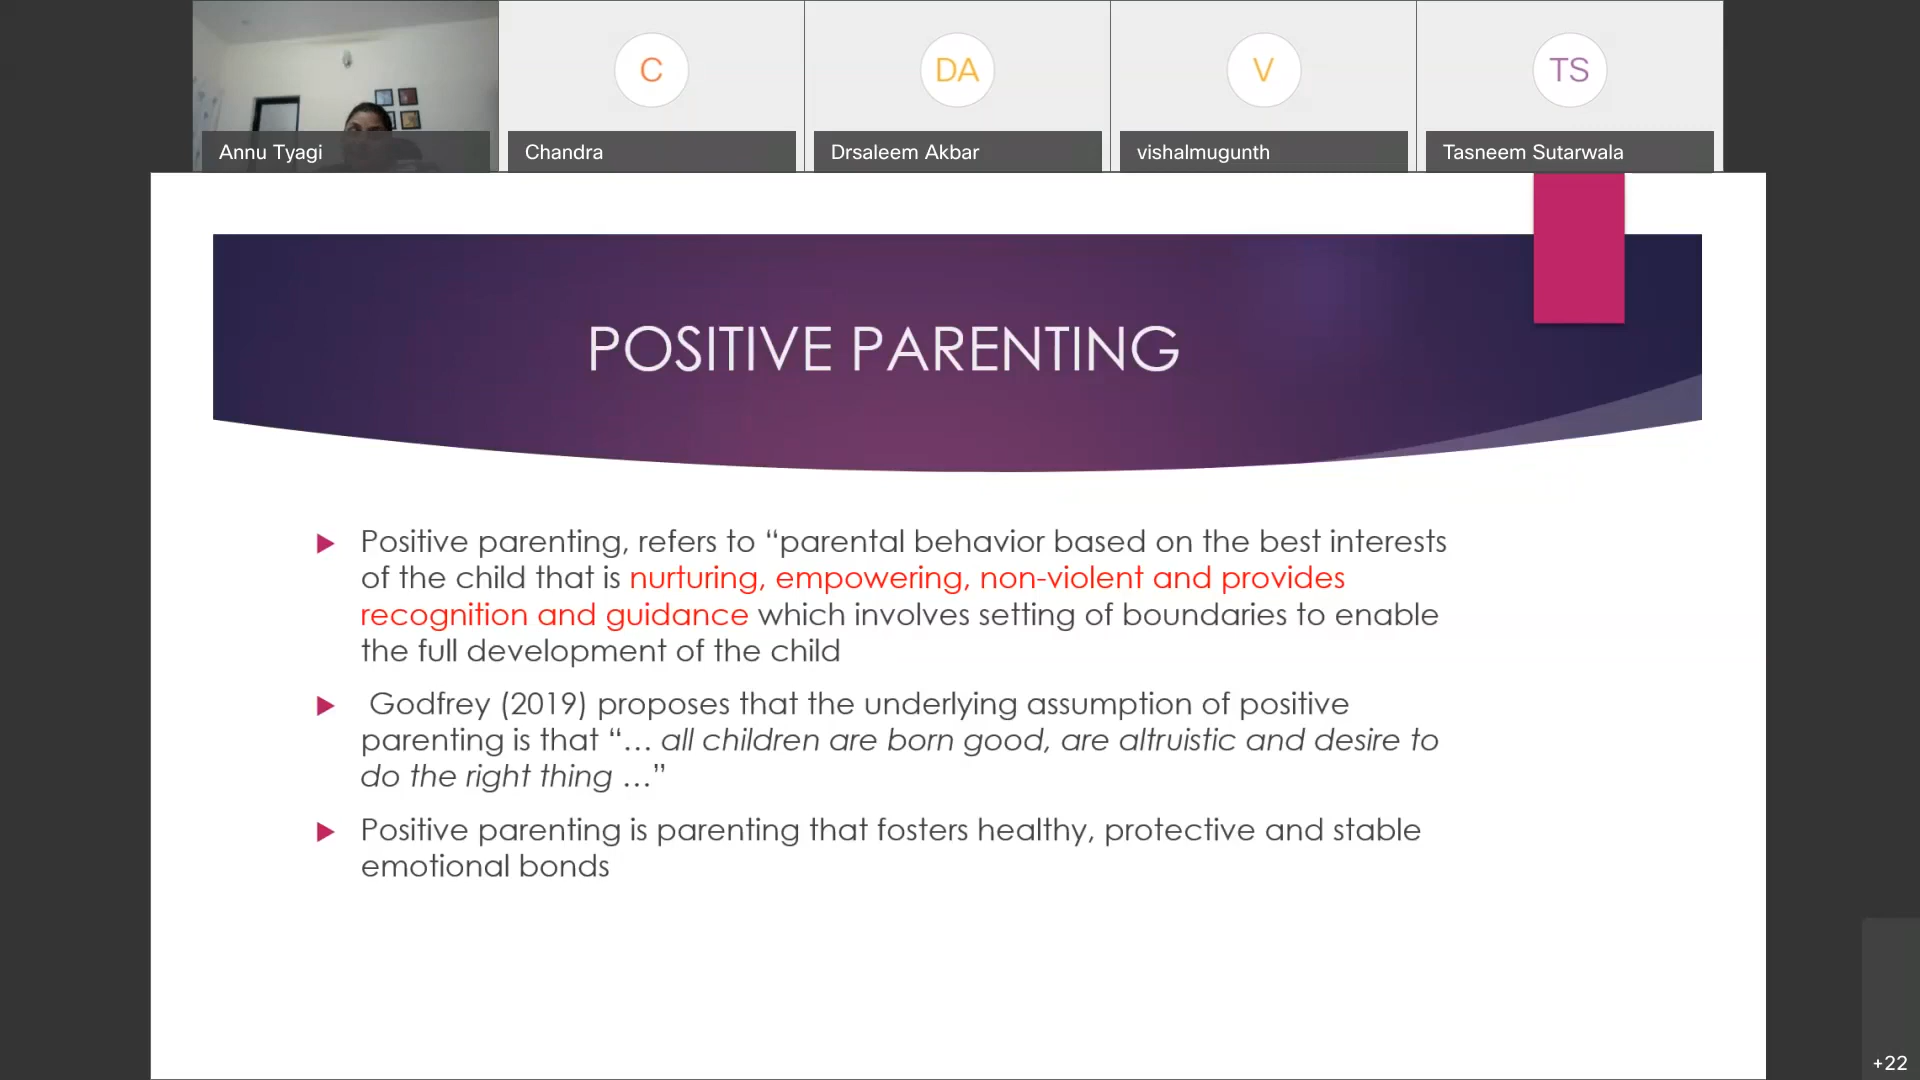 C
DA
V
TS
Annu Tyagi
Chandra
Drsaleem Akbar
vishalmugunth
Tasneem Sutarwala
POSITIVE PARENTING
Positive parenting, refers to “parental behavior based on the best interests
of the child that is nurturing, empowering, non-violent and provides
recognition and guidance which involves setting of boundaries to enable
the full development of the child
Godfrey (2019) proposes that the underlying assumption of positive
parenting is that “… all children are born good, are altruistic and desire to
do the right thing …”
Positive parenting is parenting that fosters healthy, protective and stable
emotional bonds
+22